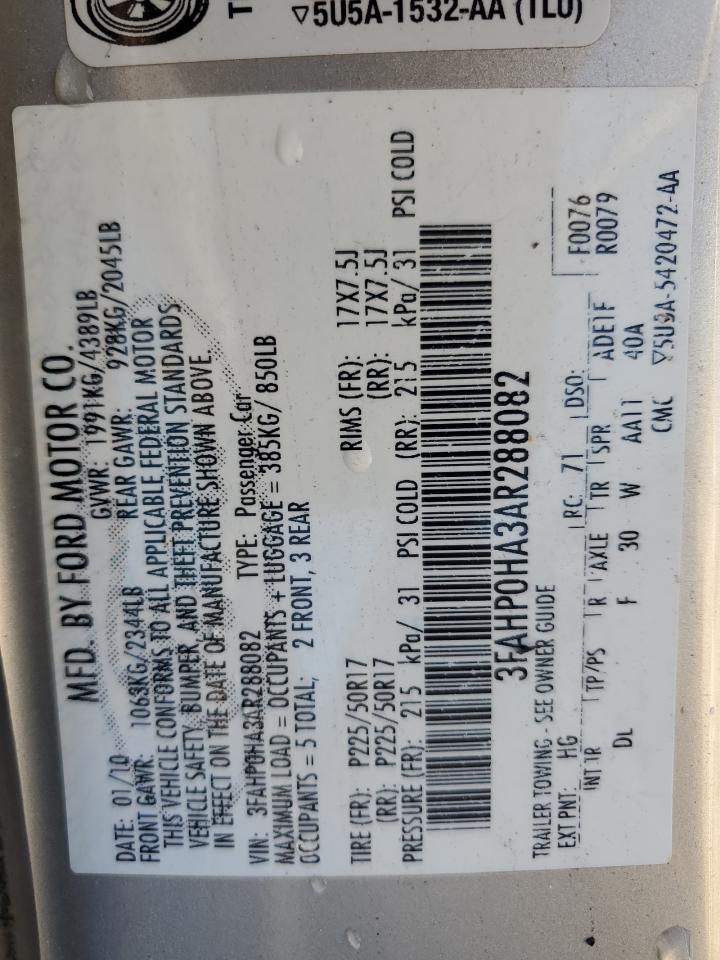 ▽5U5A-1532-AA (TLU)
MFD. BY FORD MOTOR CO.
DATE: 01/10 GVWR: 1991KG/4389LB
FRONT GAWR: 1063KG/2344LB REAR GAWR: 928KG/2045LB
THIS VEHICLE CONFORMS TO ALL APPLICABLE FEDERAL MOTOR
VEHICLE SAFETY, BUMPER, AND THEFT PREVENTION STANDARDS
IN EFFECT ON THE DATE OF MANUFACTURE SHOWN ABOVE.
VIN: 3FAHP0HA3AR288082 TYPE: Passenger Car
MAXIMUM LOAD = OCCUPANTS + LUGGAGE = 385KG/ 850LB
OCCUPANTS = 5 TOTAL; 2 FRONT, 3 REAR
TIRE (FR): P225/50R17 RIMS (FR): 17X7.5J
(RR): P225/50R17 (RR): 17X7.5J
PRESSURE (FR): 215 kPa/ 31 PSI COLD (RR): 215 kPa/ 31 PSI COLD
3FAHP0HA3AR288082
TRAILER TOWING - SEE OWNER GUIDE
EXT PNT: HG RC: 71 DSO: F0076
R0079
INT TR TP/PS R AXLE TR SPR ADE1F
DL F 30 W AA11 40A
CMC ▽5U3A-5420472-AA